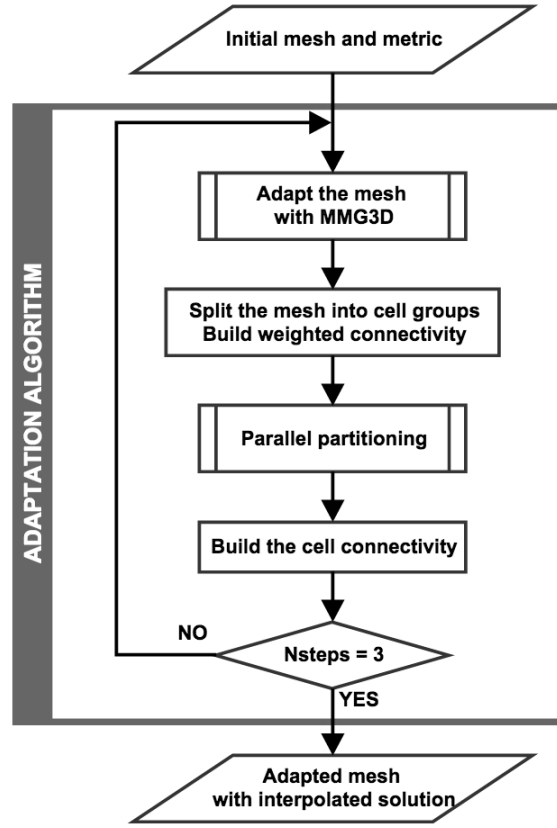 Initial mesh and metric
ADAPTATION ALGORITHM
Adapt the mesh
with MMG3D
Split the mesh into cell groups
Build weighted connectivity
Parallel partitioning
Build the cell connectivity
NO
Nsteps = 3
YES
Adapted mesh
with interpolated solution